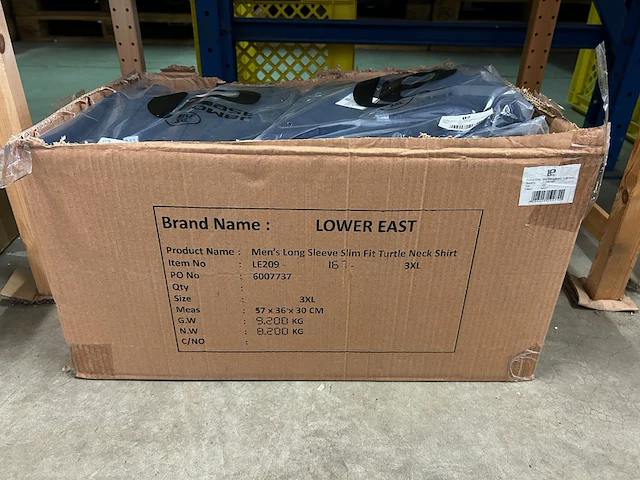 Brand Name : LOWER EAST
Product Name : Men's Long Sleeve Slim Fit Turtle Neck Shirt
Item No : LE209 167- 3XL
PO No : 6007737
Qty :
Size : 3XL
Meas : 57 x 36 x 30 CM
G.W : 9.200 KG
N.W : 8.200 KG
C/NO :